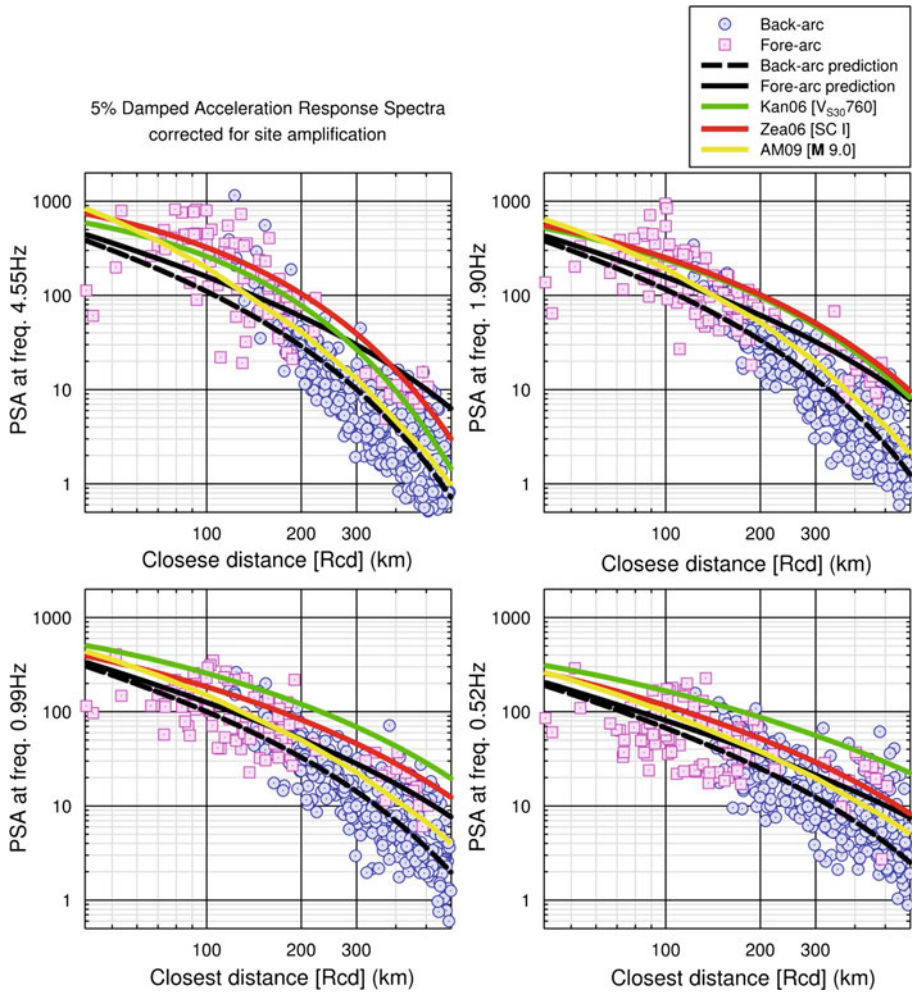 Back-arc
Fore-arc
Back-arc prediction
Fore-arc prediction
Kan06 [VS30760]
Zea06 [SC I]
AM09 [M 9.0]
5% Damped Acceleration Response Spectra
corrected for site amplification
PSA at freq. 4.55Hz
1000
100
10
1
100 200 300
Closese distance [Rcd] (km)
PSA at freq. 1.90Hz
1000
100
10
1
100 200 300
Closese distance [Rcd] (km)
PSA at freq. 0.99Hz
1000
100
10
1
100 200 300
Closest distance [Rcd] (km)
PSA at freq. 0.52Hz
1000
100
10
1
100 200 300
Closest distance [Rcd] (km)